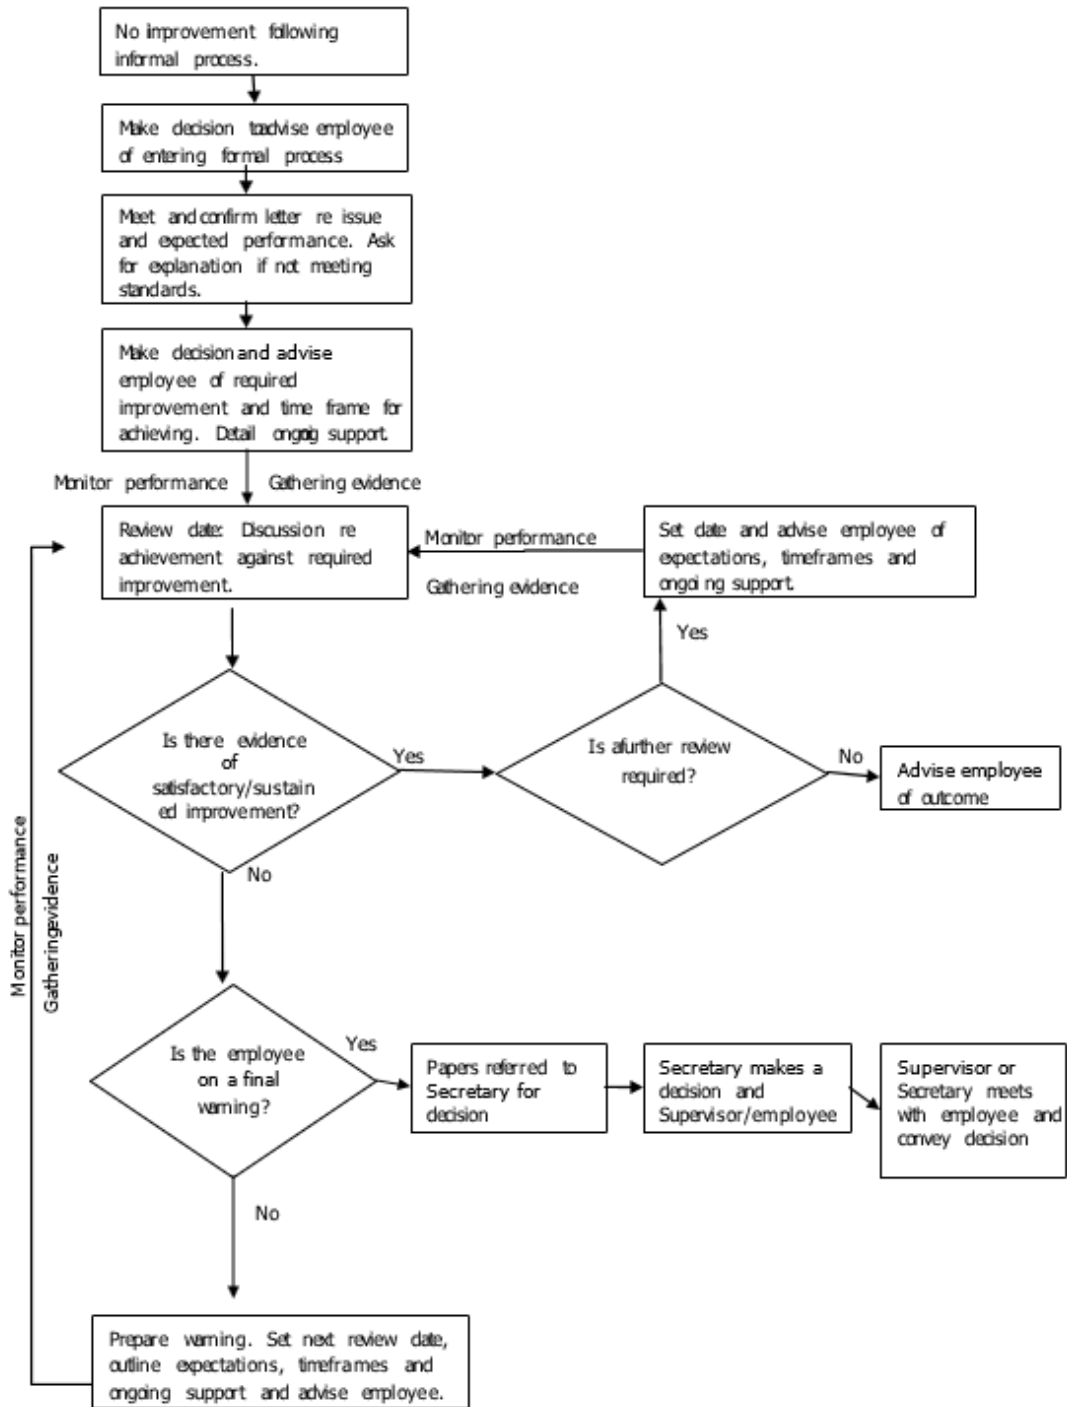 No improvement following
informal process.
Make decision toadvise employee
of entering formal process
Meet and confirm letter re issue
and expected performance. Ask
for explanation if not meeting
standards.
Make decision and advise
employee of required
improvement and time frame for
achieving. Detail ongoig support.
Monitor performance
Gathering evidence
Review date: Discussion re
achievement against required
improvement.
Monitor performance
Gathering evidence
Set date and advise employee of
expectations, timeframes and
ongoing support.
Yes
Is there evidence
of
satisfactory/sustain
ed improvement?
Yes
Is afurther review
required?
No
Advise employee
of outcome
No
Monitor performance
Gatheringevidence
Is the employee
on a final
warning?
Yes
Papers referred to
Secretary for
decision
Secretary makes a
decision and
Supervisor/employee
Supervisor or
Secretary meets
with employee and
convey decision
No
Prepare warning. Set next review date,
outline expectations, timeframes and
ongoing support and advise employee.